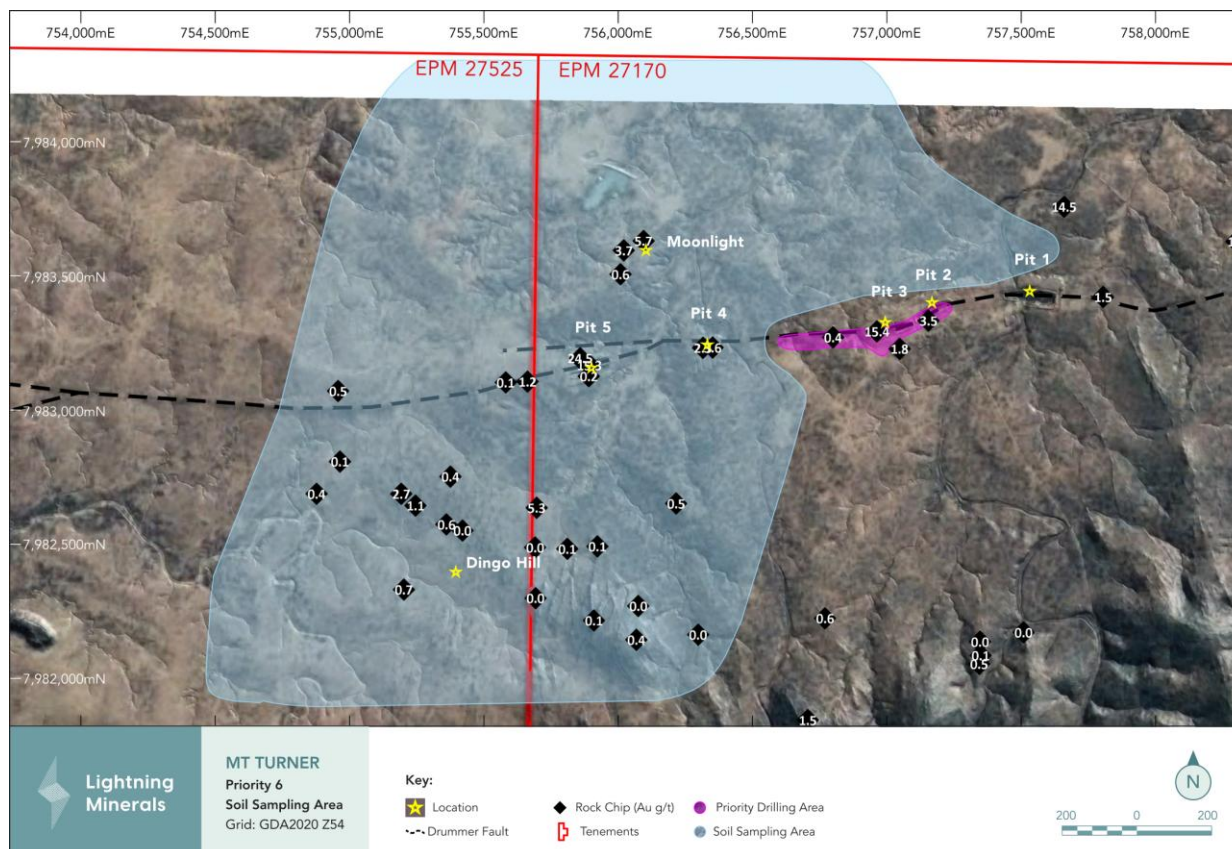 754,000mE 754,500mE 755,000mE 755,500mE 756,000mE 756,500mE 757,000mE 757,500mE 758,000mE
EPM 27525 EPM 27170
7,984,000mN
14.5
5.7 Moonlight
3.7
7,983,500mN
0.6
Pit 1
Pit 2
1.5
Pit 3
Pit 4
3.5
Pit 5
15.4
0.4
1.8
24.5
0.2
0.1 1.2
0.5
7,983,000mN
0.1
0.4
0.4 2.7
1.1
5.3
0.5
0.6
0.0
7,982,500mN
0.0 0.1 0.1
Dingo Hill
0.7
0.0
0.0
0.1
0.6
0.4
0.0
0.0
0.0
0.1
0.5
7,982,000mN
1.5
Lightning
Minerals
MT TURNER
Priority 6
Soil Sampling Area
Grid: GDA2020 Z54
Key:
Location
Rock Chip (Au g/t)
Priority Drilling Area
Drummer Fault
Tenements
Soil Sampling Area
N
200 0 200